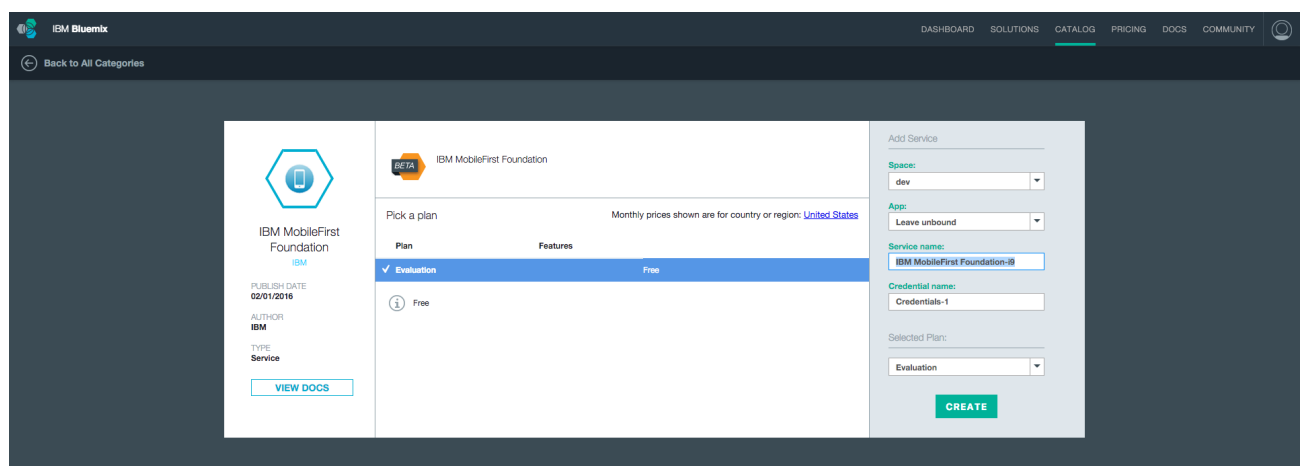 IBM Bluemix
DASHBOARD SOLUTIONS CATALOG PRICING DOCS COMMUNITY
Back to All Categories
IBM MobileFirst
Foundation
IBM
PUBLISH DATE
02/01/2016
AUTHOR
IBM
TYPE
Service
VIEW DOCS
BETA
IBM MobileFirst Foundation
Pick a plan
Monthly prices shown are for country or region: United States
Plan Features
Evaluation Free
Free
Add Service
Space:
dev
App:
Leave unbound
Service name:
IBM MobileFirst Foundation-i9
Credential name:
Credentials-1
Selected Plan:
Evaluation
CREATE